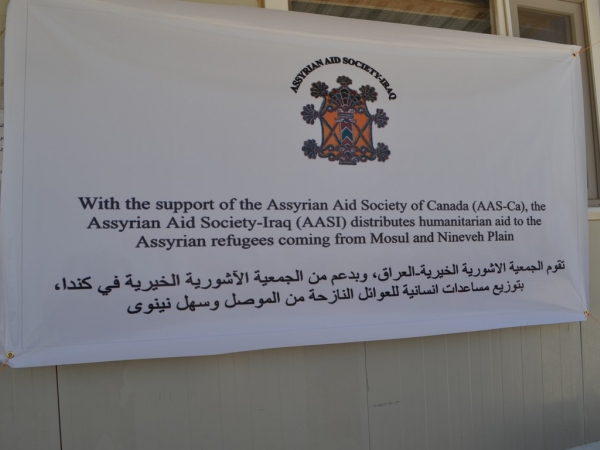 ASSYRIAN AID SOCIETY-IRAQ
With the support of the Assyrian Aid Society of Canada (AAS-Ca), the
Assyrian Aid Society-Iraq (AASI) distributes humanitarian aid to the
Assyrian refugees coming from Mosul and Nineveh Plain
تقوم الجمعية الاشورية الخيرية-العراق، وبدعم من الجمعية الآشورية الخيرية في كندا،
بتوزيع مساعدات انسانية للعوائل النازحة من الموصل وسهل نينوى